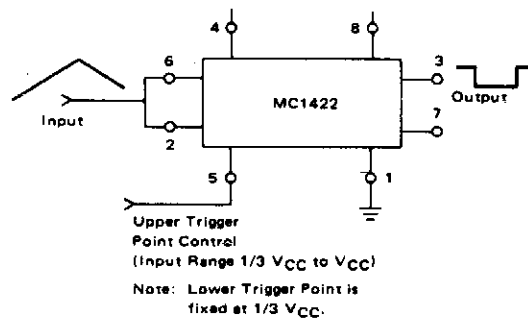 4
8
6
3
MC1422
Output
Input
7
2
5
1
Upper Trigger
Point Control
(Input Range 1/3 VCC to VCC)
Note: Lower Trigger Point is
fixed at 1/3 VCC.